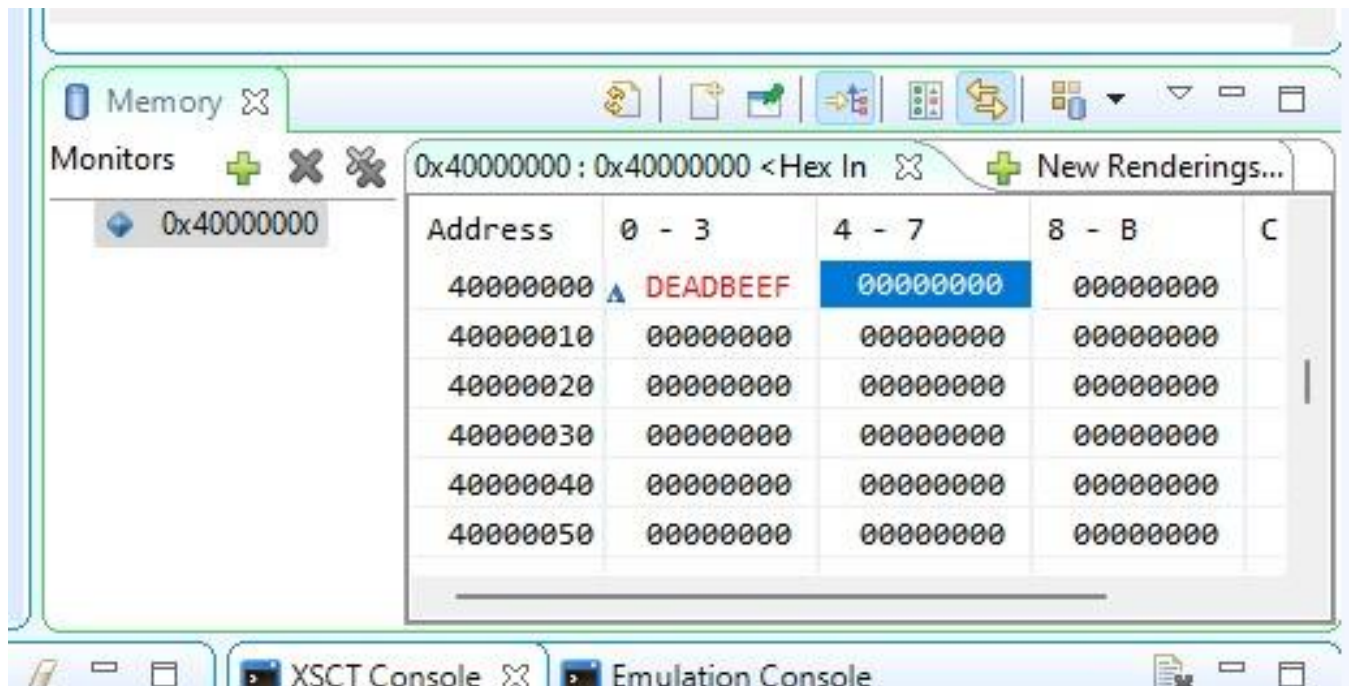 Memory
Monitors
0x40000000
0x40000000 : 0x40000000 <Hex In
New Renderings...
Address 0 - 3 4 - 7 8 - B C
40000000 DEADBEEF 00000000 00000000
40000010 00000000 00000000 00000000
40000020 00000000 00000000 00000000
40000030 00000000 00000000 00000000
40000040 00000000 00000000 00000000
40000050 00000000 00000000 00000000
XSCT Console
Emulation Console